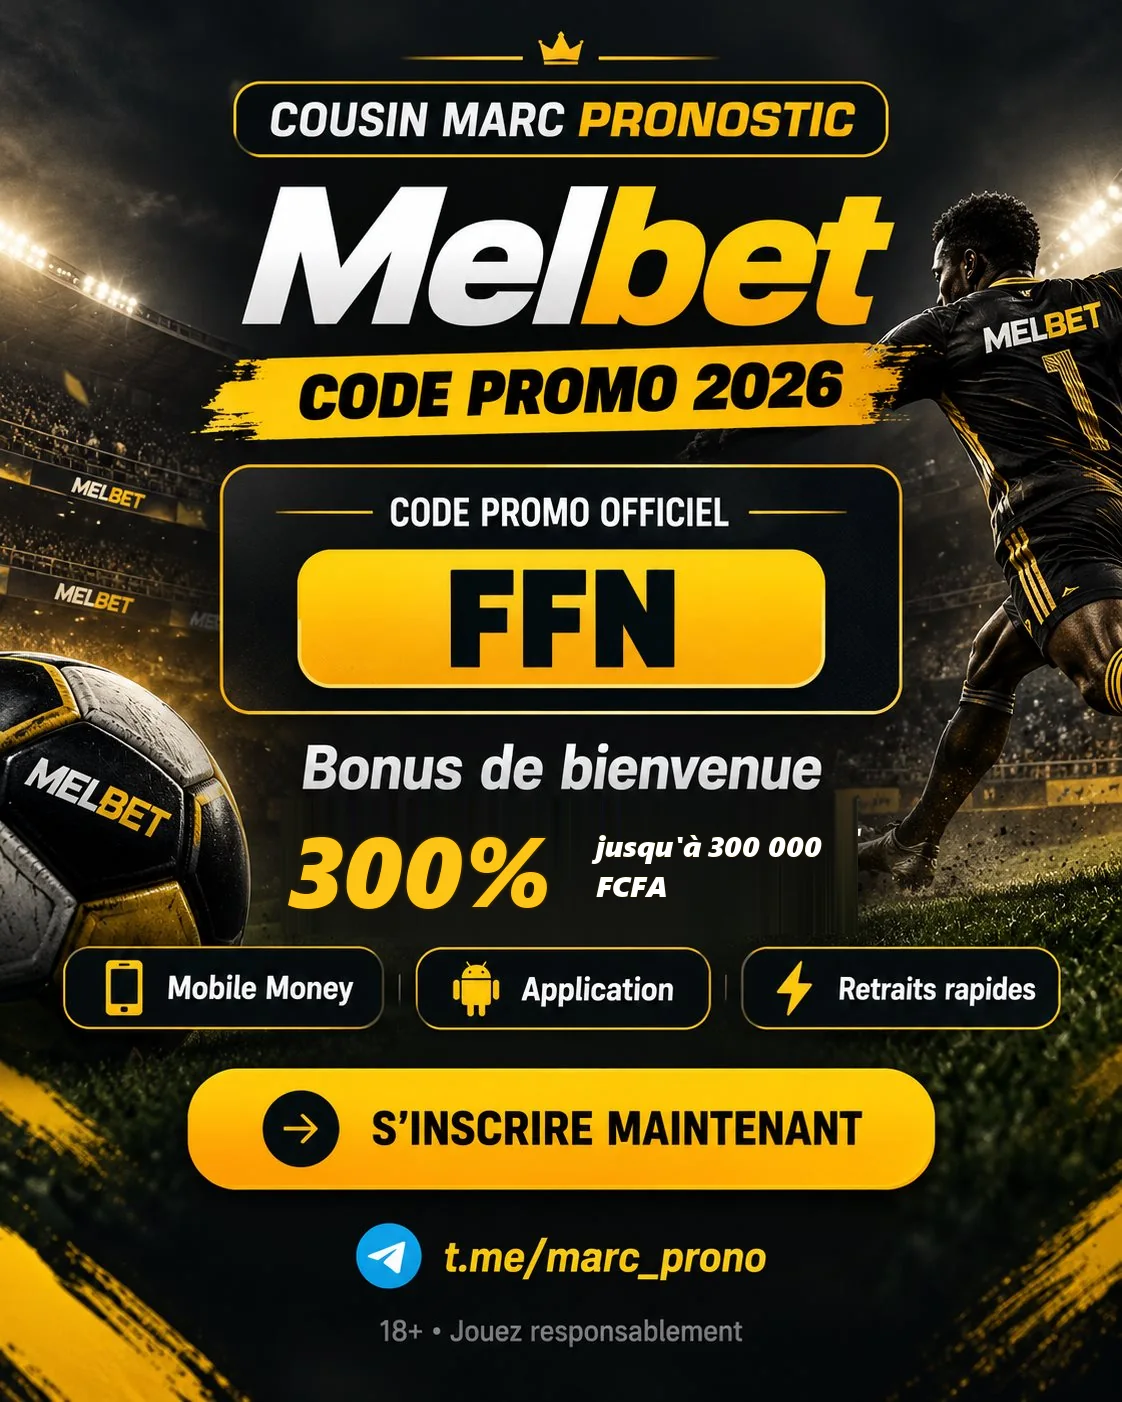 COUSIN MARC PRONOSTIC
Melbet
CODE PROMO 2026
MELBET
1
MELBET
MELBET
CODE PROMO OFFICIEL
FFN
MELBET
Bonus de bienvenue
300%
jusqu'à 300 000
FCFA
Mobile Money
Application
Retraits rapides
S'INSCRIRE MAINTENANT
t.me/marc_prono
18+ • Jouez responsablement